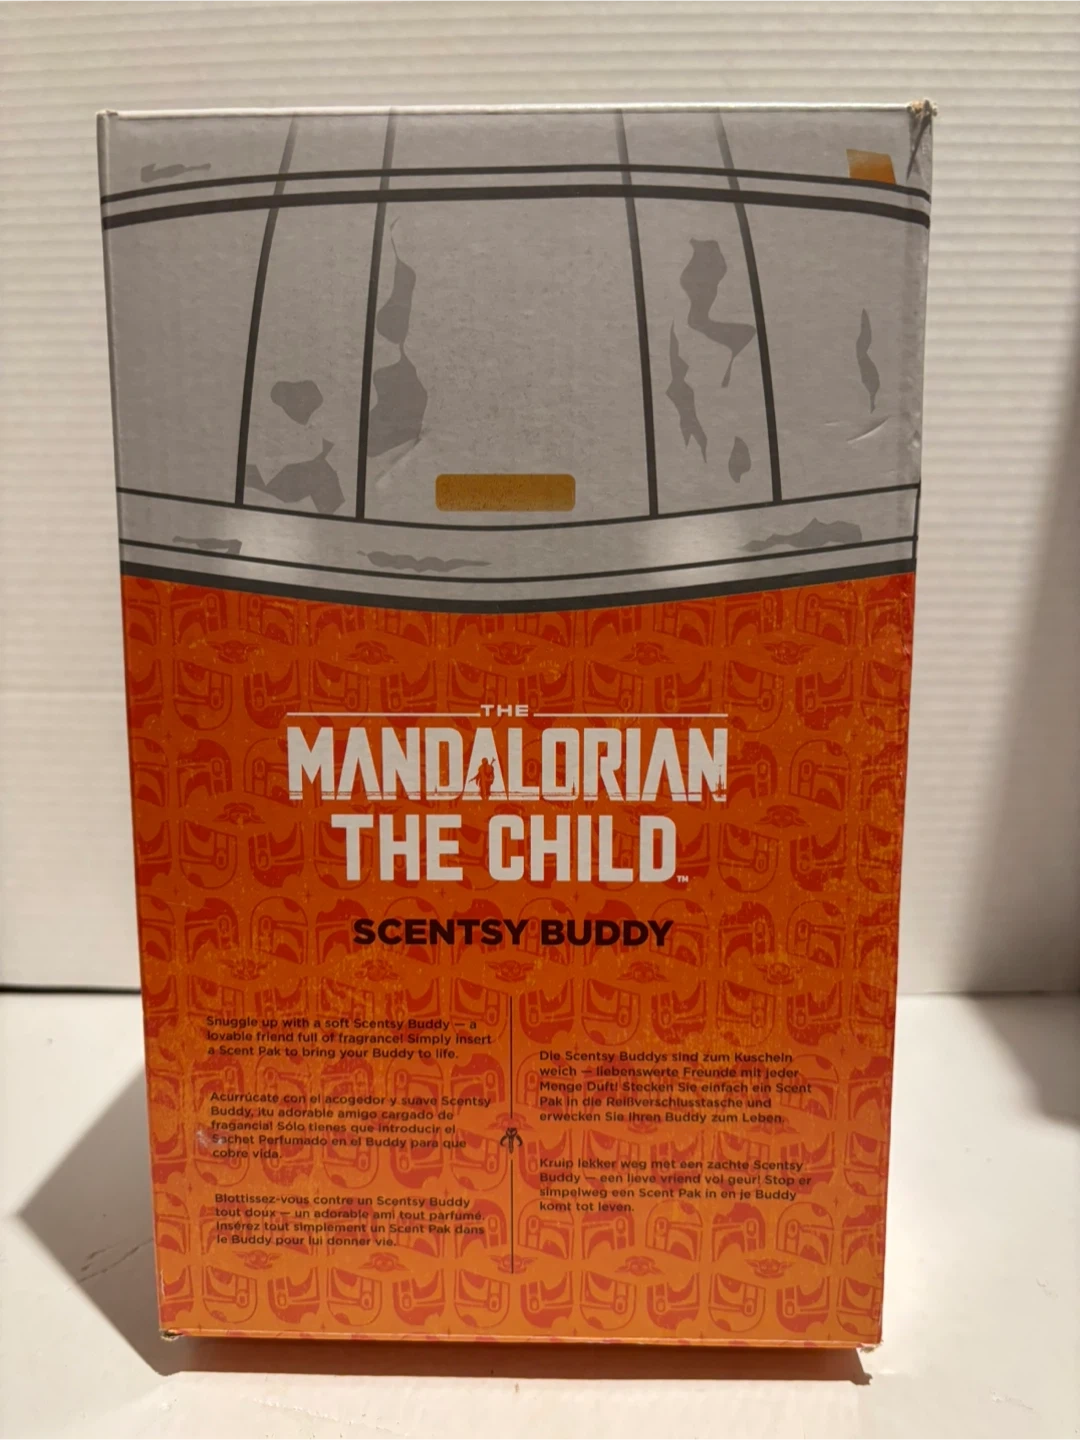 THE
MANDALORIAN
THE CHILD™
SCENTSY BUDDY
Snuggle up with a soft Scentsy Buddy — a
lovable friend full of fragrance! Simply insert
a Scent Pak to bring your Buddy to life.
Acurrúcate con el acogedor y suave Scentsy
Buddy, ¡tu adorable amigo cargado de
fragancia! Sólo tienes que introducir el
Sachet Perfumado en el Buddy para que
cobre vida.
Blottissez-vous contre un Scentsy Buddy
tout doux — un adorable ami tout parfumé.
Insérez tout simplement un Scent Pak dans
le Buddy pour lui donner vie.
Die Scentsy Buddys sind zum Kuscheln
weich — liebenswerte Freunde mit jeder
Menge Duft! Stecken Sie einfach ein Scent
Pak in die Reißverschlusstasche und
erwecken Sie Ihren Buddy zum Leben.
Kruip lekker weg met een zachte Scentsy
Buddy — een lieve vriend vol geur! Stop er
simpelweg een Scent Pak in en je Buddy
komt tot leven.